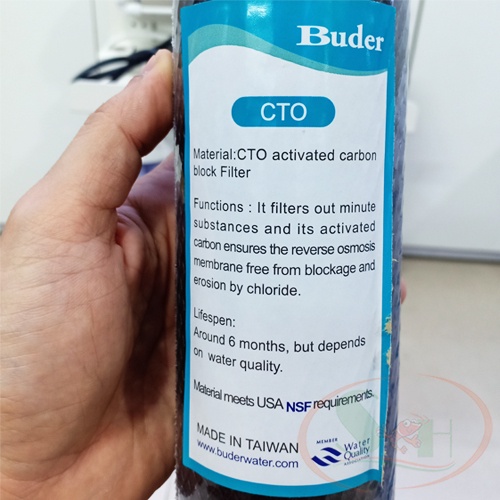 Buder
CTO
Material:CTO activated carbon
block Filter
Functions : It filters out minute
substances and its activated
carbon ensures the reverse osmosis
membrane free from blockage and
erosion by chloride.
Lifespen:
Around 6 months, but depends
on water quality.
Material meets USA NSF requirements.
MADE IN TAIWAN
www.buderwater.com
MEMBER
Water
Quality
ASSOCIATION